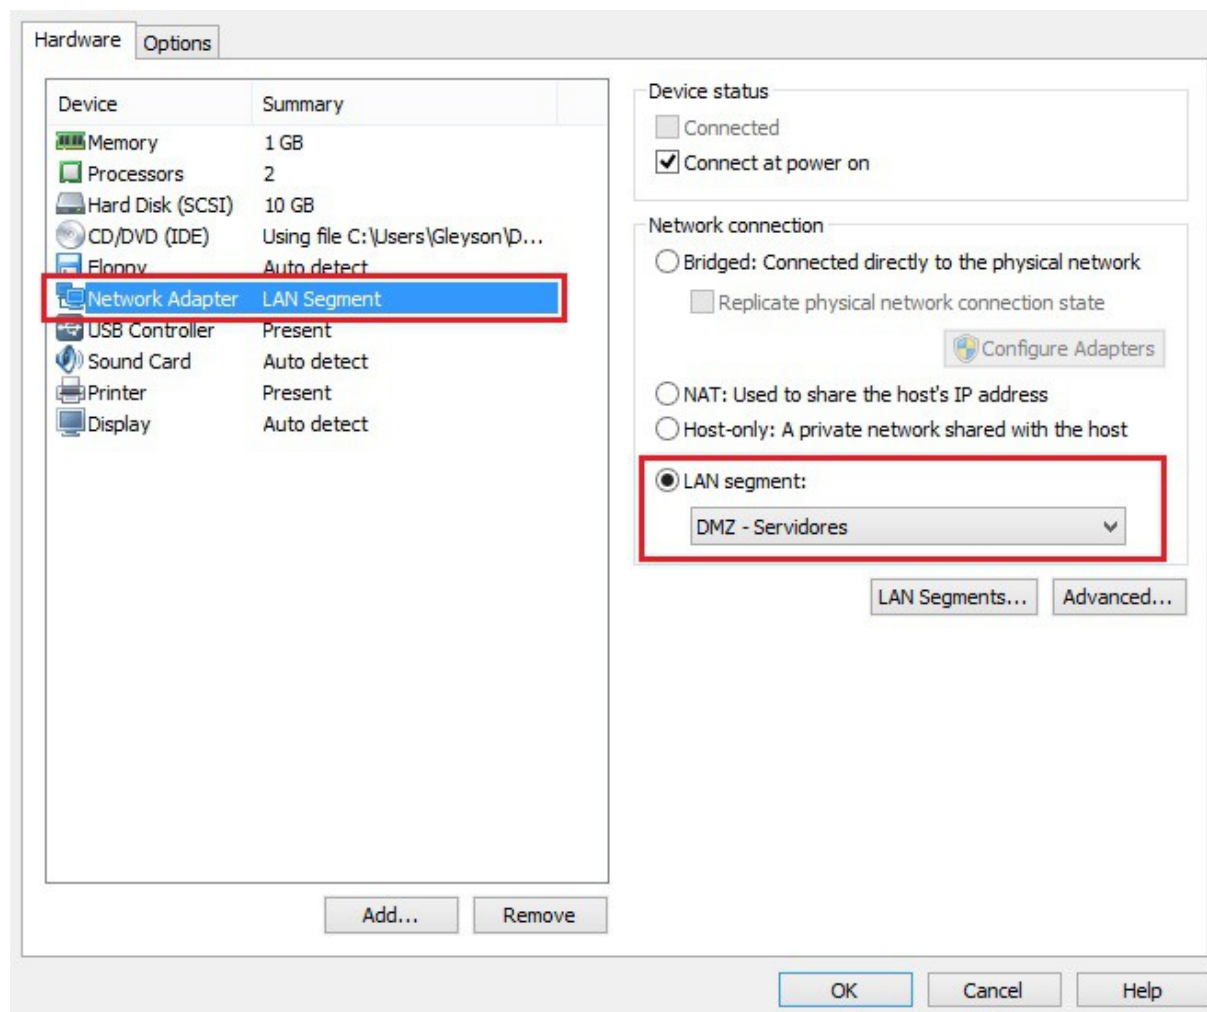 Hardware
Options
Device Summary
Memory 1 GB
Processors 2
Hard Disk (SCSI) 10 GB
CD/DVD (IDE) Using file C:\Users\Gleyson\D...
Floppy Auto detect
Network Adapter LAN Segment
USB Controller Present
Sound Card Auto detect
Printer Present
Display Auto detect
Add...
Remove
Device status
Connected
Connect at power on
Network connection
Bridged: Connected directly to the physical network
Replicate physical network connection state
Configure Adapters
NAT: Used to share the host's IP address
Host-only: A private network shared with the host
LAN segment:
DMZ - Servidores
LAN Segments...
Advanced...
OK
Cancel
Help